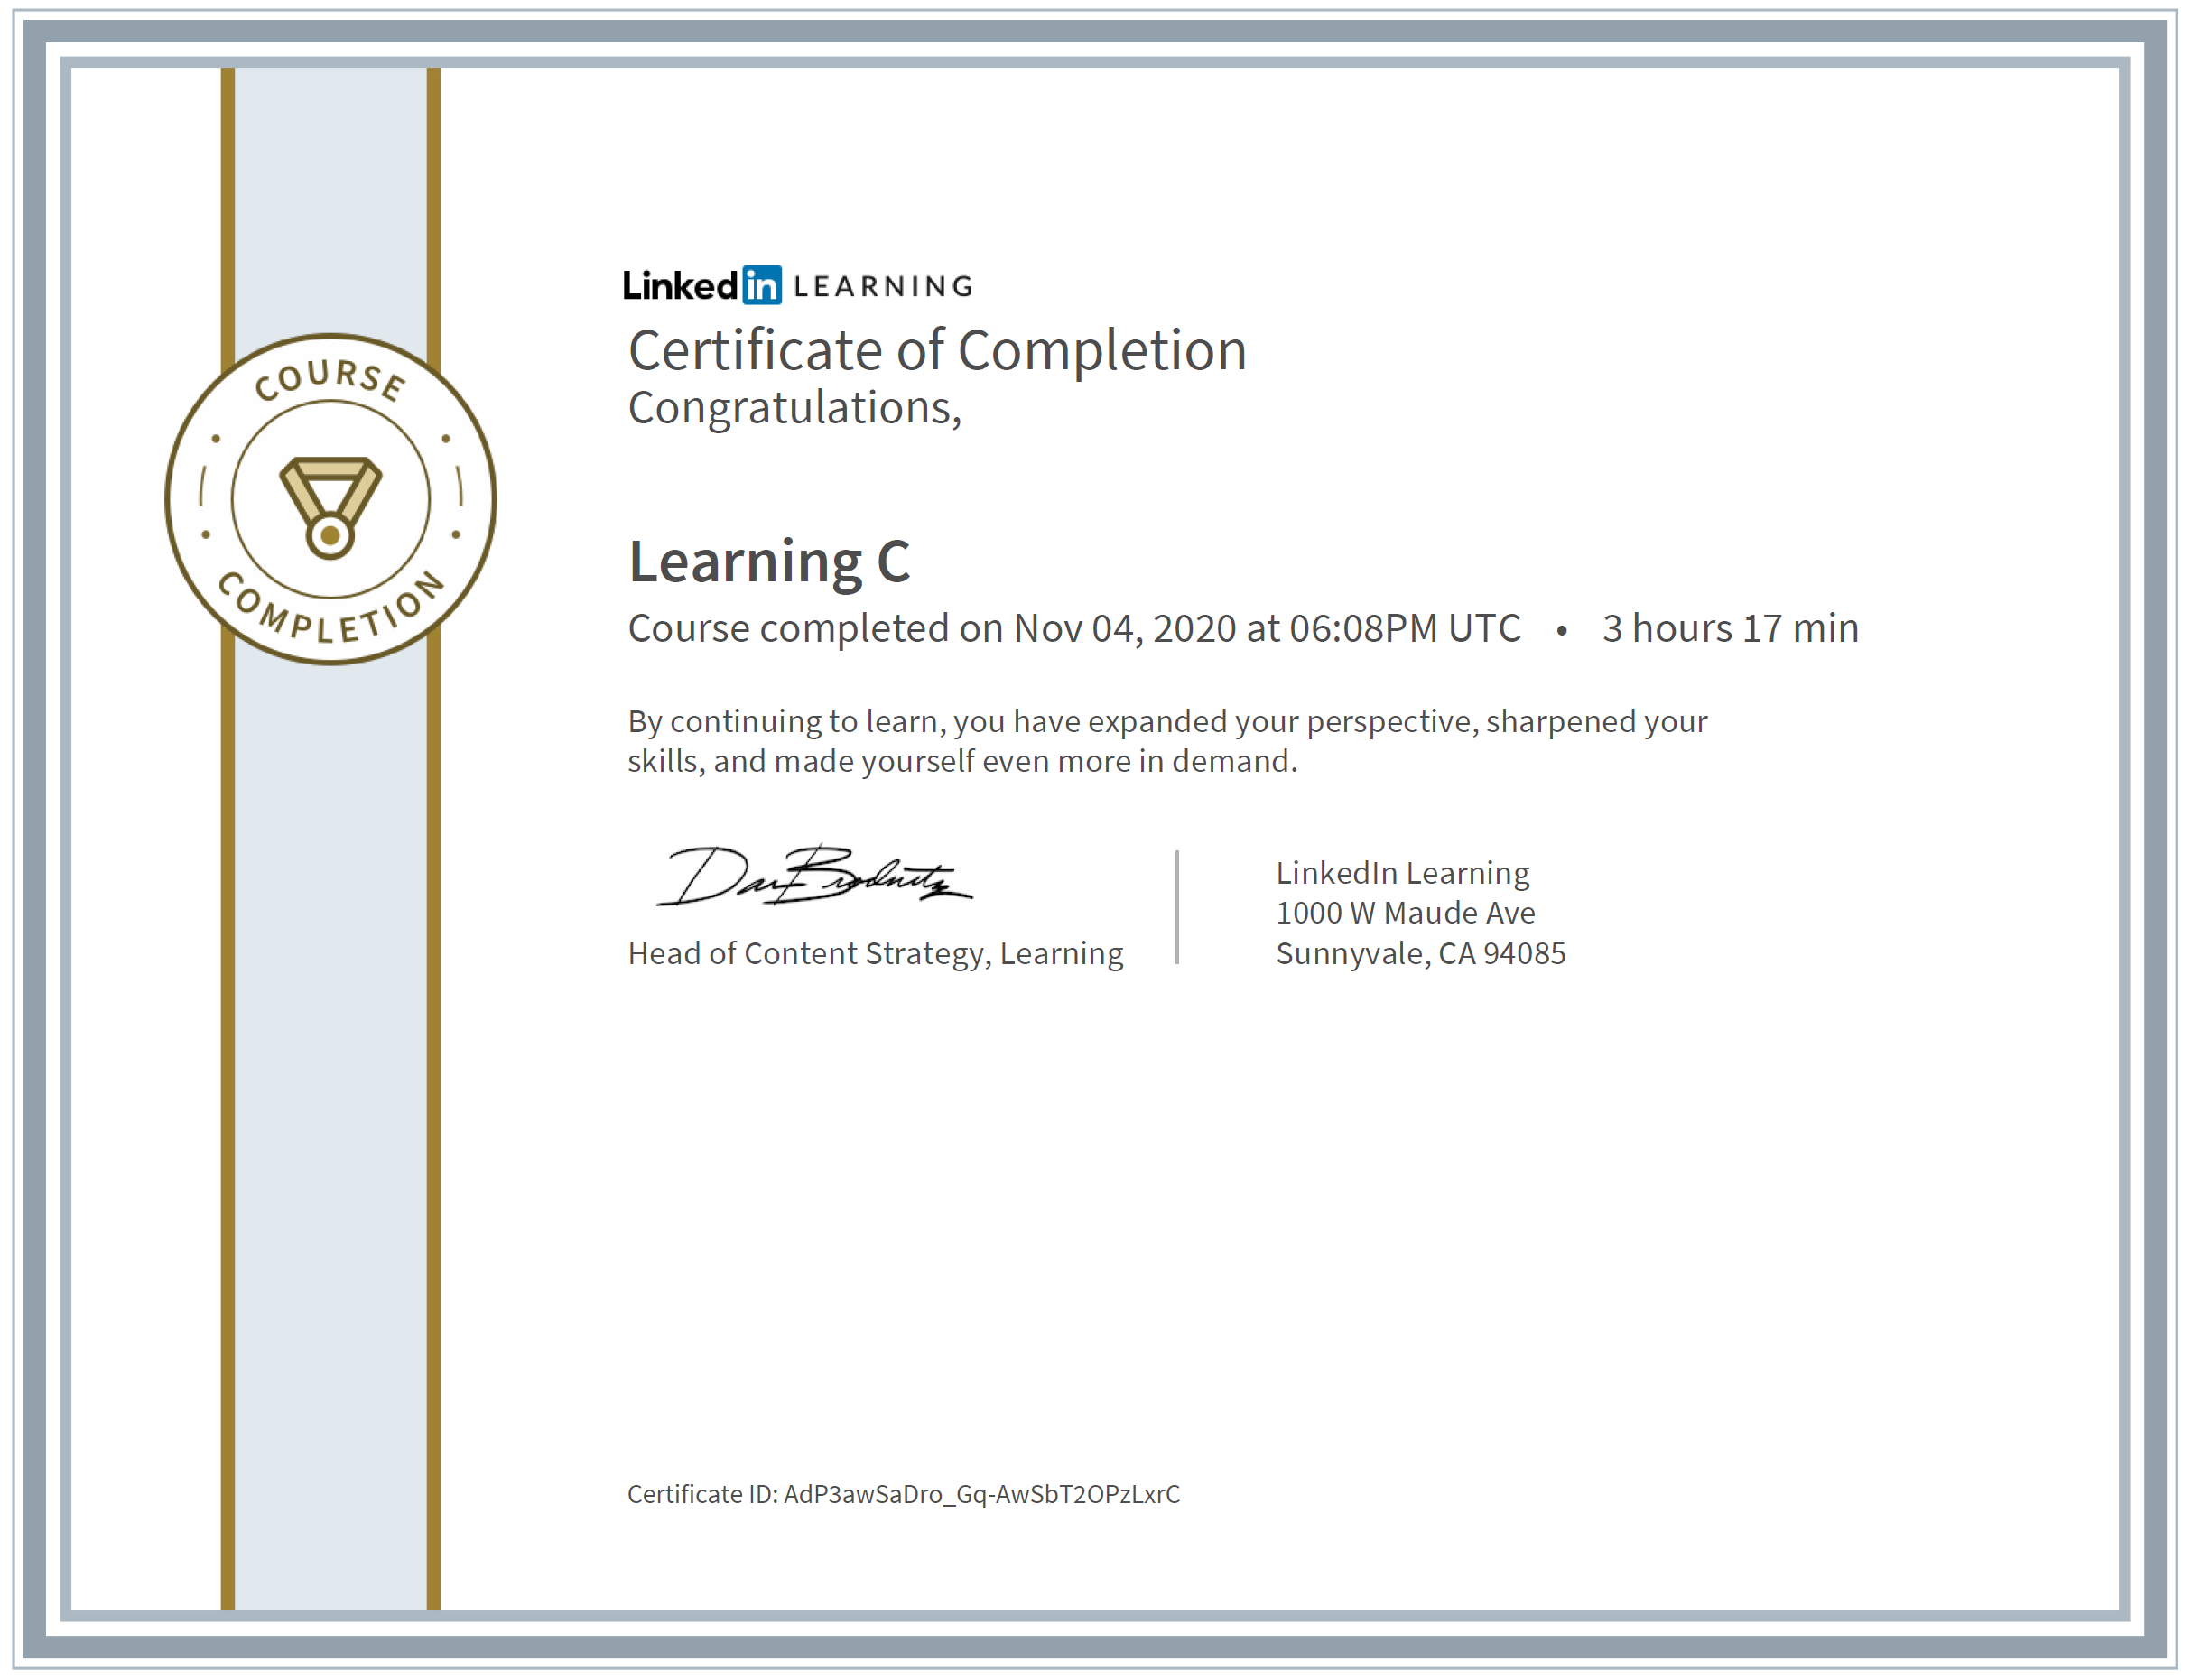 COURSE
COMPLETION
Linked in LEARNING
Certificate of Completion
Congratulations,
Learning C
Course completed on Nov 04, 2020 at 06:08PM UTC • 3 hours 17 min
By continuing to learn, you have expanded your perspective, sharpened your
skills, and made yourself even more in demand.
Dan Brodnitz
Head of Content Strategy, Learning
LinkedIn Learning
1000 W Maude Ave
Sunnyvale, CA 94085
Certificate ID: AdP3awSaDro_Gq-AwSbT2OPzLxrC